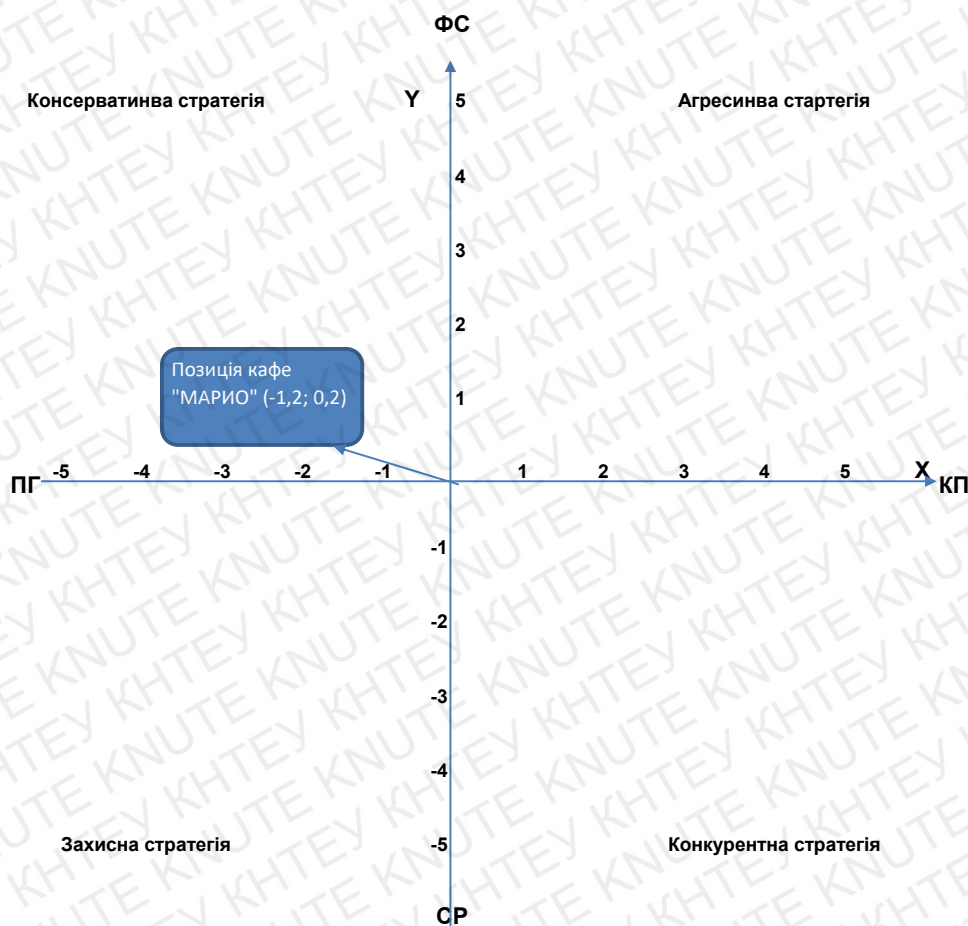 ФС
Консерватинва стратегія
Y
5
Агресинва стартегія
4
3
2
Позиція кафе
"МАРИО" (-1,2; 0,2)
1
ПГ
-5
-4
-3
-2
-1
1
2
3
4
5
X
КП
-1
-2
-3
-4
Захисна стратегія
-5
Конкурентна стратегія
СР